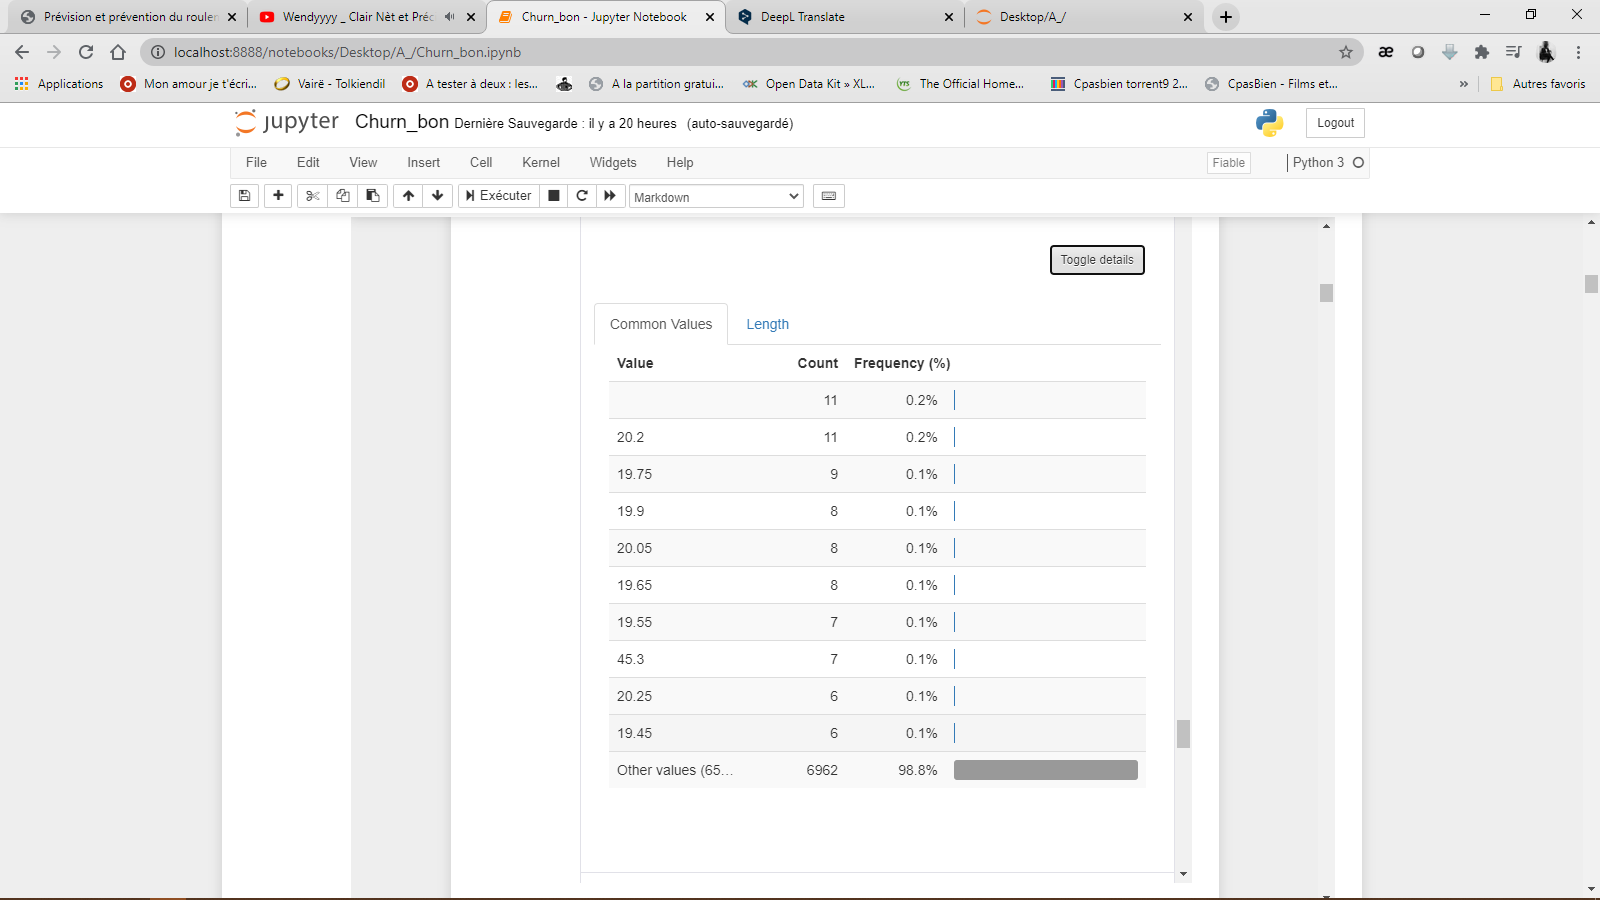 Prévision et prévention du rouler
Wendyyyy _ Clair Nèt et Préc
Churn_bon - Jupyter Notebook
DeepL Translate
Desktop/A_/
localhost:8888/notebooks/Desktop/A_/Churn_bon.ipynb
Applications
Mon amour je t'écri...
Vairë - Tolkiendil
A tester à deux : les...
A la partition gratui...
Open Data Kit » XL...
The Official Home...
Cpasbien torrent9 2...
CpasBien - Films et...
»
Autres favoris
jupyter Churn_bon Dernière Sauvegarde : il y a 20 heures (auto-sauvegardé)
Logout
File Edit View Insert Cell Kernel Widgets Help
Fiable
Python 3
Exécuter
Markdown
Toggle details
Common Values Length
Value Count Frequency (%)
11 0.2%
20.2 11 0.2%
19.75 9 0.1%
19.9 8 0.1%
20.05 8 0.1%
19.65 8 0.1%
19.55 7 0.1%
45.3 7 0.1%
20.25 6 0.1%
19.45 6 0.1%
Other values (65... 6962 98.8%